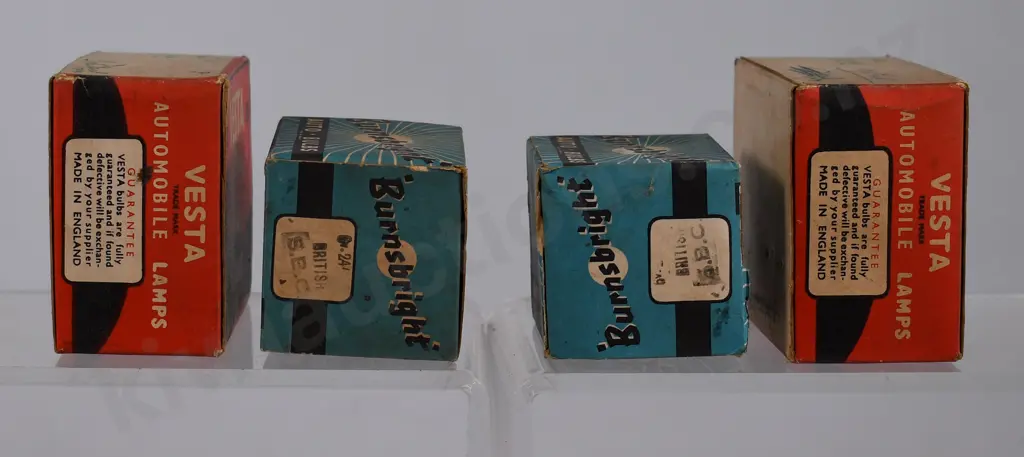 VESTA
TRADE MARK
AUTOMOBILE LAMPS
GUARANTEE
VESTA bulbs are fully
guaranteed and if found
defective will be exchan-
ged by your supplier
MADE IN ENGLAND
"Burnsbright"
BRITISH
S.B.C
"Burnsbright"
BRITISH
S.B.C
VESTA
TRADE MARK
AUTOMOBILE LAMPS
GUARANTEE
VESTA bulbs are fully
guaranteed and if found
defective will be exchan-
ged by your supplier
MADE IN ENGLAND